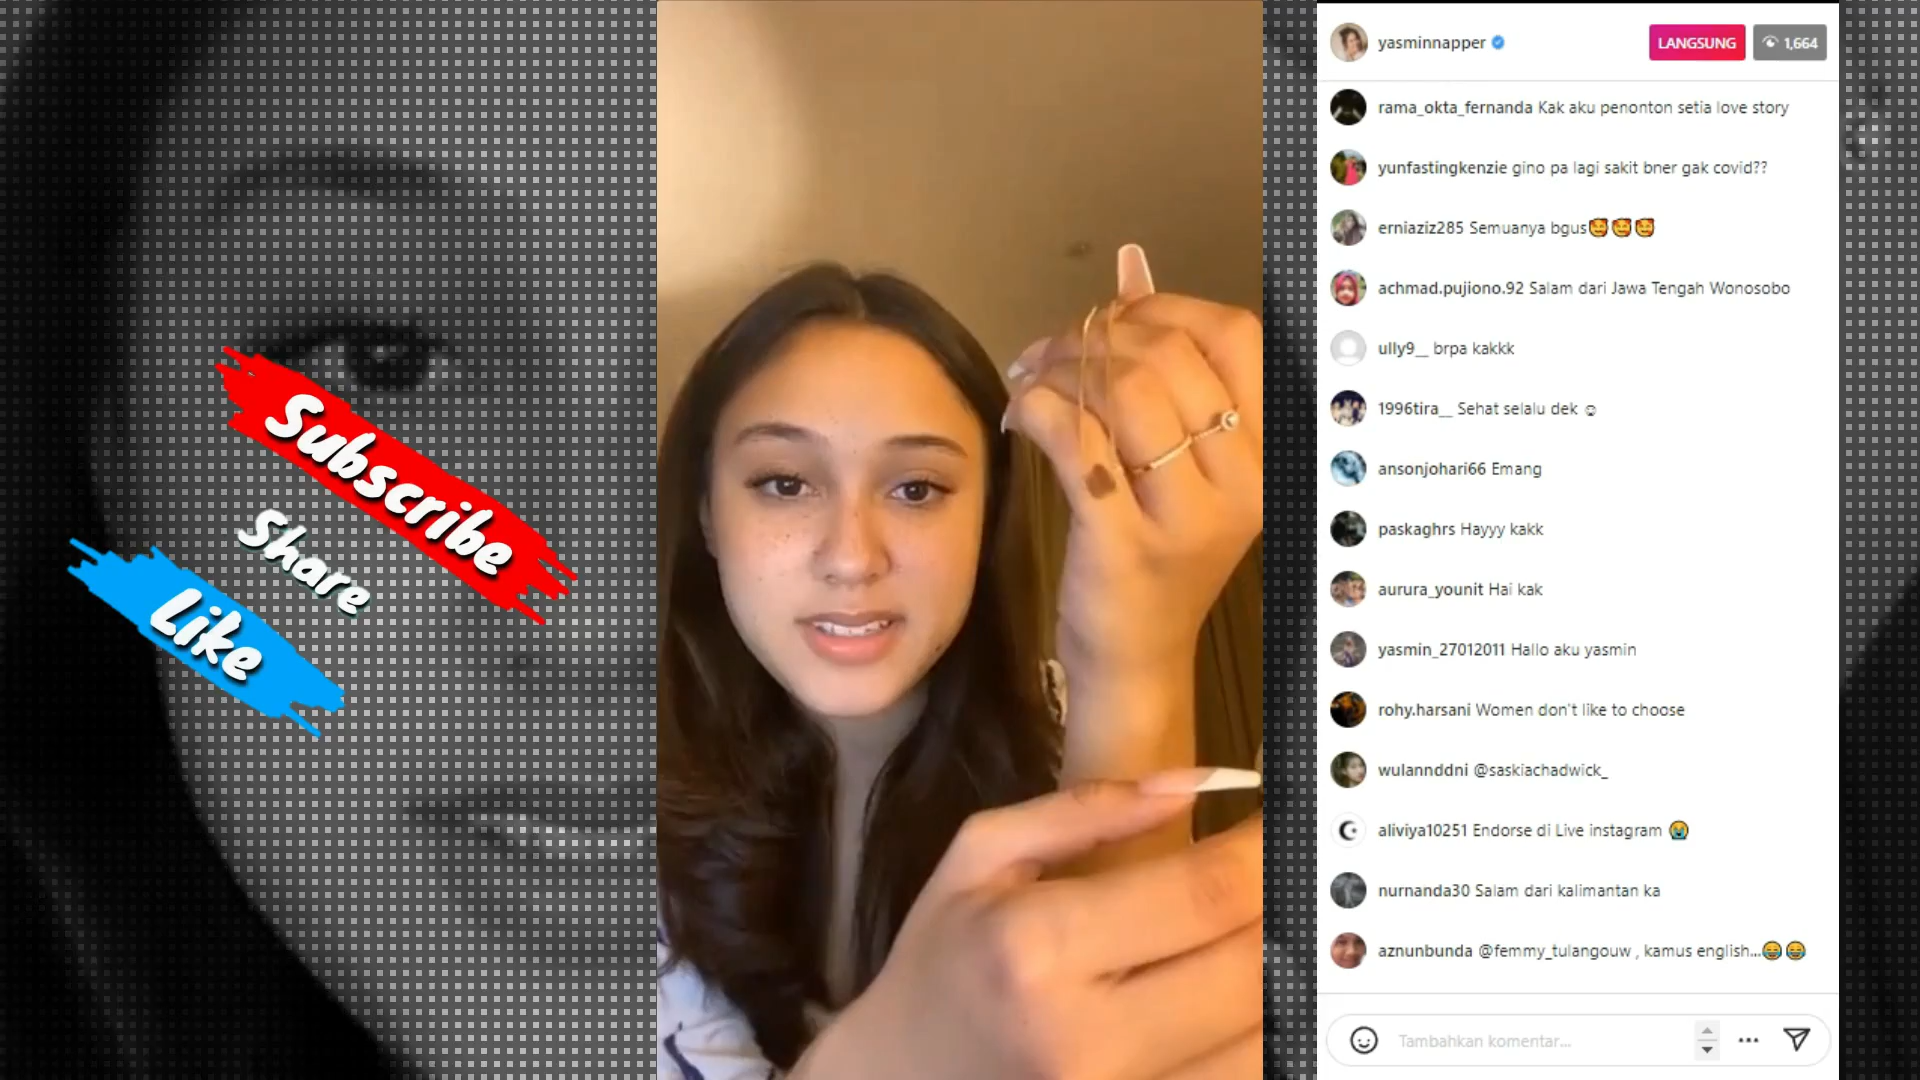 Subscribe
Share
Like
yasminnapper
LANGSUNG
1,664
rama_okta_fernanda Kak aku penonton setia love story
yunfastingkenzie gino pa lagi sakit bner gak covid??
erniaziz285 Semuanya bgus🥰🥰🥰
achmad.pujiono.92 Salam dari Jawa Tengah Wonosobo
ully9__ brpa kakkk
1996tira__ Sehat selalu dek ☺
ansonjohari66 Emang
paskaghrs Hayyy kakk
aurura_younit Hai kak
yasmin_27012011 Hallo aku yasmin
rohy.harsani Women don't like to choose
wulannddni @saskiachadwick_
aliviya10251 Endorse di Live instagram 😭
nurnanda30 Salam dari kalimantan ka
aznunbunda @femmy_tulangouw , kamus english...😂😂
Tambahkan komentar...